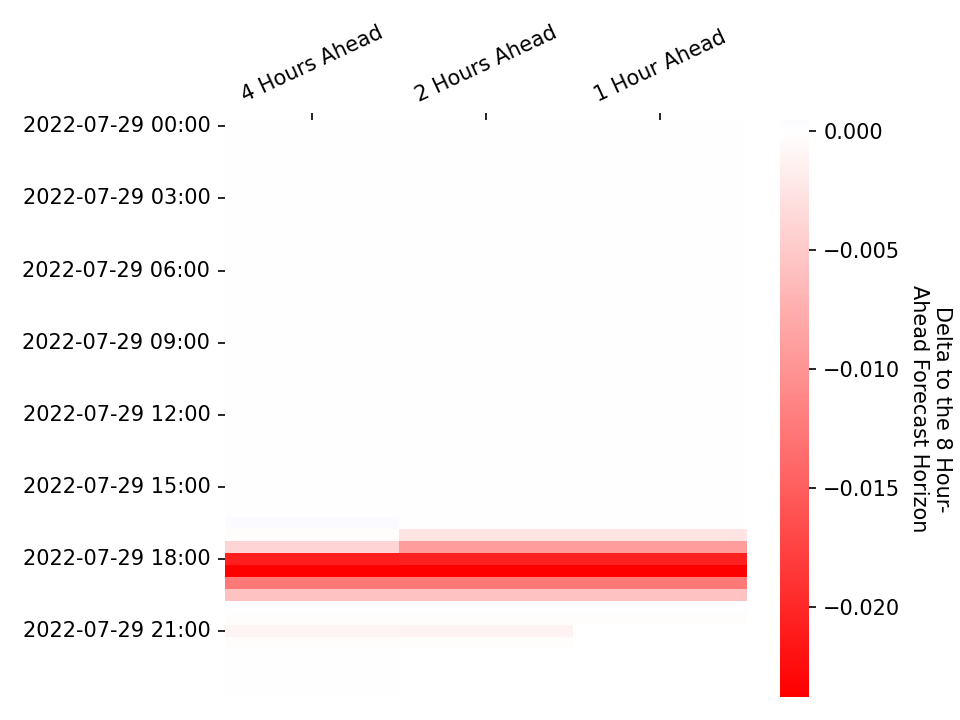 4 Hours Ahead
2 Hours Ahead
1 Hour Ahead
2022-07-29 00:00
2022-07-29 03:00
2022-07-29 06:00
2022-07-29 09:00
2022-07-29 12:00
2022-07-29 15:00
2022-07-29 18:00
2022-07-29 21:00
0.000
−0.005
−0.010
−0.015
−0.020
Delta to the 8 Hour-
Ahead Forecast Horizon